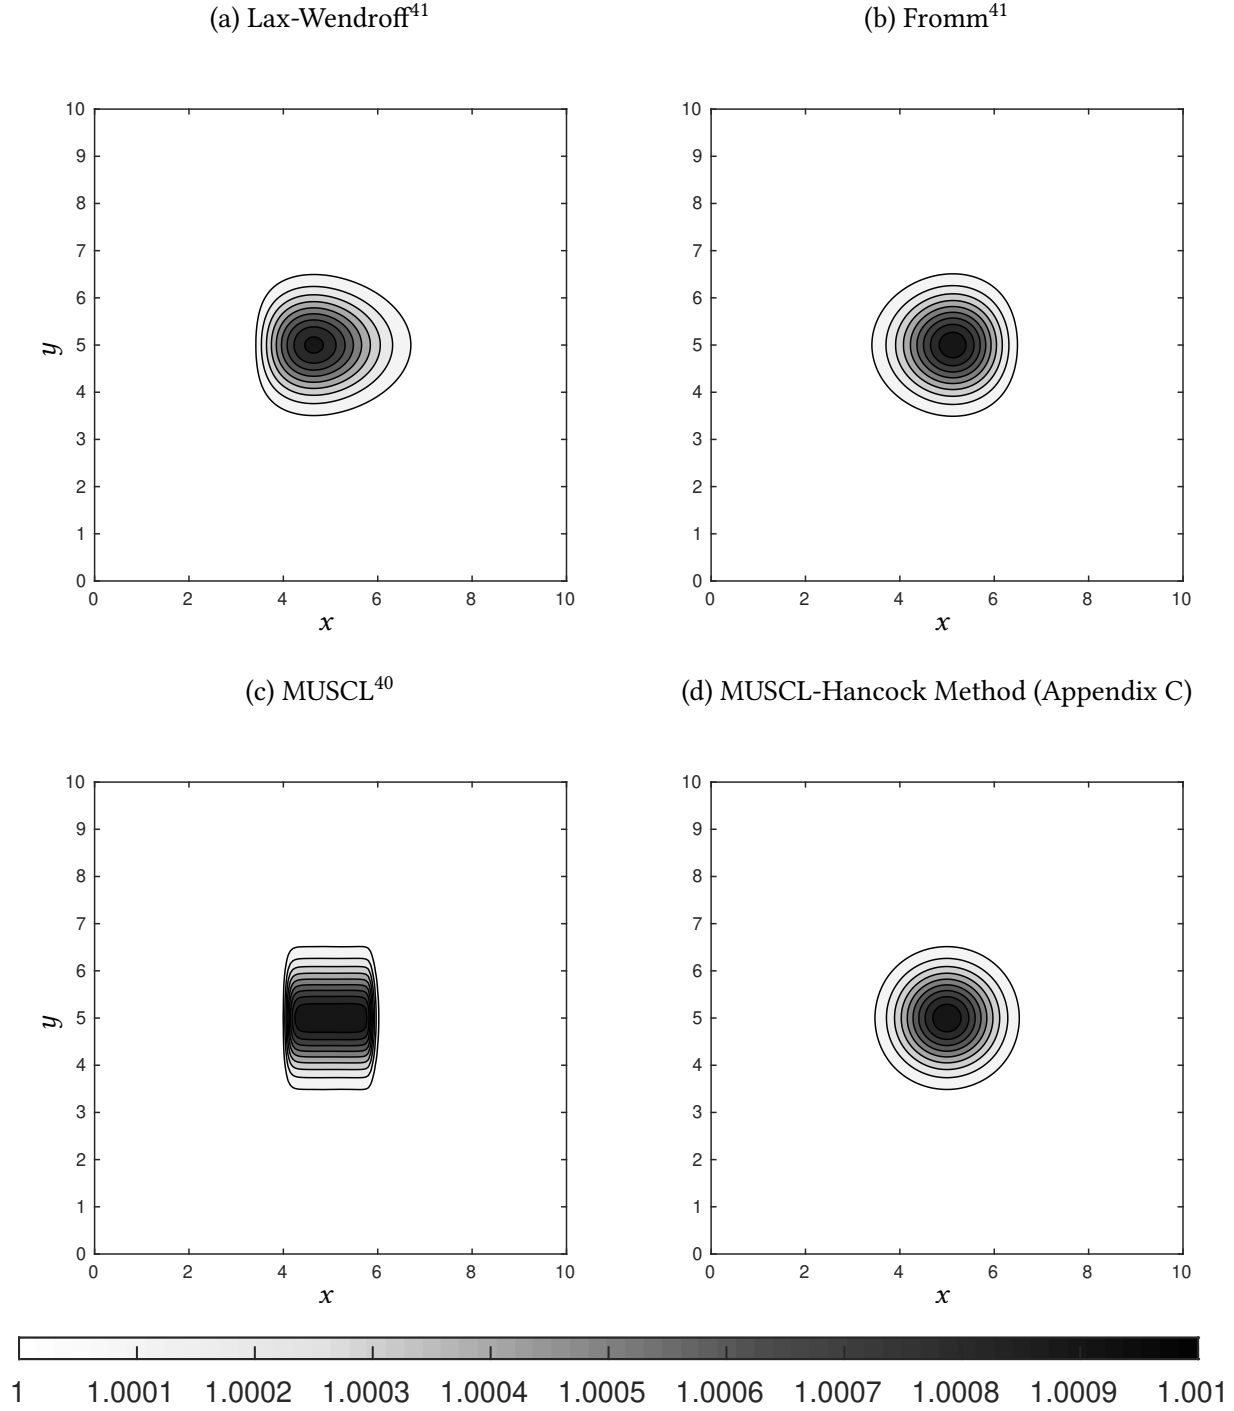 (a) Lax-Wendroff⁴¹
(b) Fromm⁴¹
10
9
8
7
6
5
4
3
2
1
0
y
0 2 4 6 8 10
x
10
9
8
7
6
5
4
3
2
1
0
0 2 4 6 8 10
x
(c) MUSCL⁴⁰
(d) MUSCL-Hancock Method (Appendix C)
10
9
8
7
6
5
4
3
2
1
0
y
0 2 4 6 8 10
x
10
9
8
7
6
5
4
3
2
1
0
0 2 4 6 8 10
x
1 1.0001 1.0002 1.0003 1.0004 1.0005 1.0006 1.0007 1.0008 1.0009 1.001